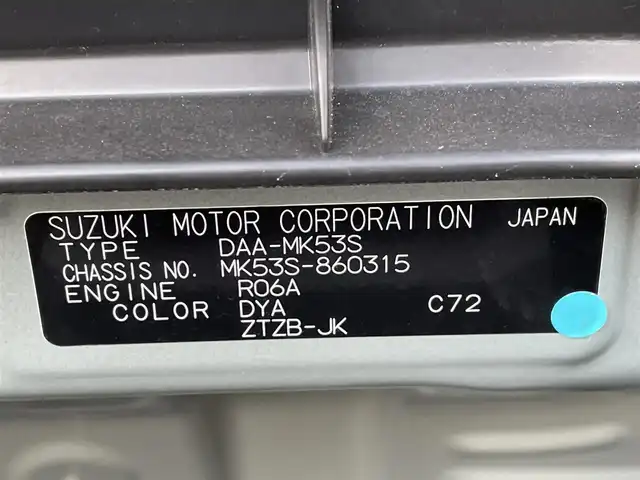 SUZUKI MOTOR CORPORATION JAPAN
TYPE DAA-MK53S
CHASSIS NO. MK53S-860315
ENGINE R06A
COLOR DYA C72
ZTZB-JK